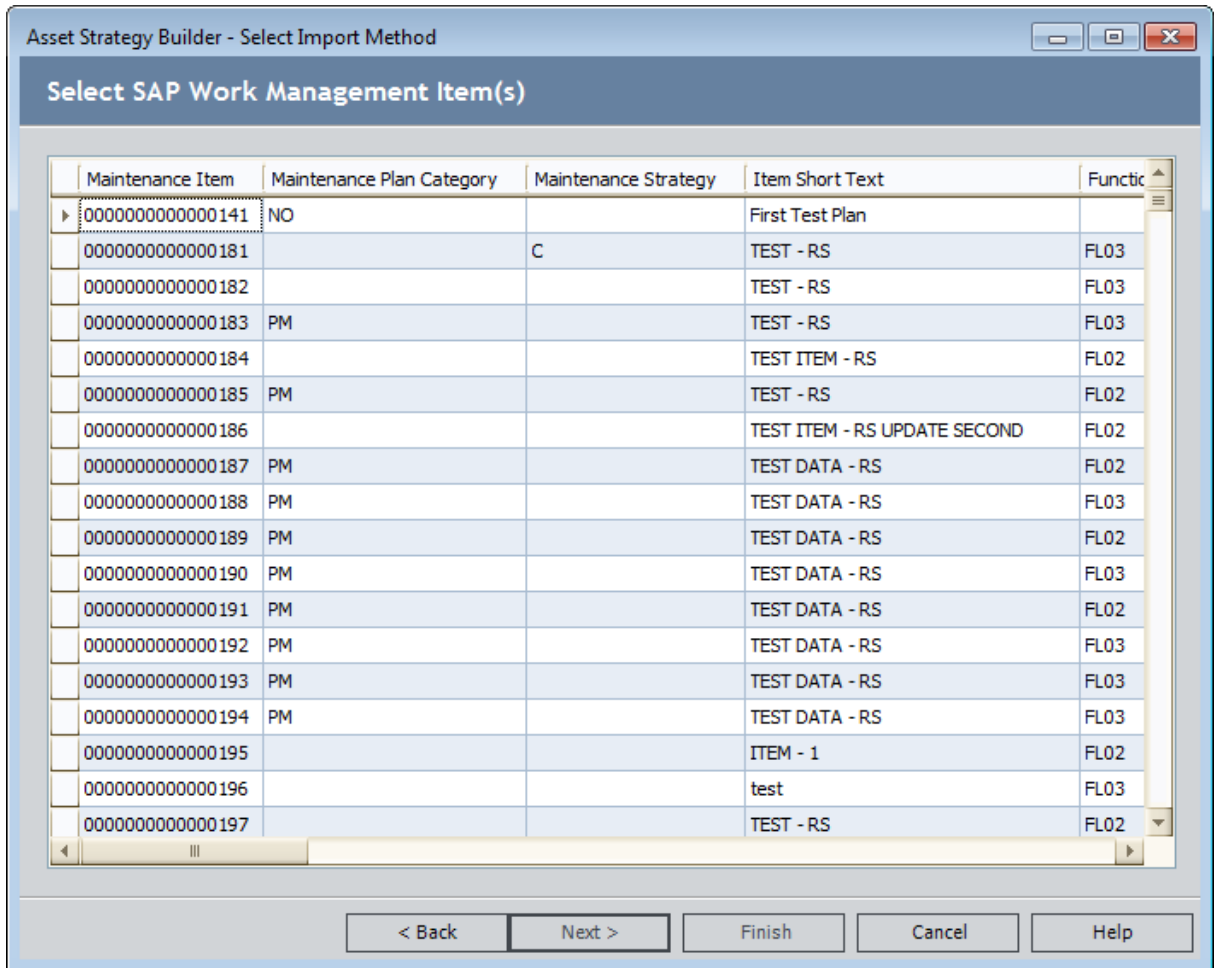 Asset Strategy Builder - Select Import Method
Select SAP Work Management Item(s)
Maintenance Item Maintenance Plan Category Maintenance Strategy Item Short Text Functio
0000000000000141 NO First Test Plan
0000000000000181 C TEST - RS FL03
0000000000000182 TEST - RS FL03
0000000000000183 PM TEST - RS FL03
0000000000000184 TEST ITEM - RS FL02
0000000000000185 PM TEST - RS FL02
0000000000000186 TEST ITEM - RS UPDATE SECOND FL02
0000000000000187 PM TEST DATA - RS FL02
0000000000000188 PM TEST DATA - RS FL03
0000000000000189 PM TEST DATA - RS FL02
0000000000000190 PM TEST DATA - RS FL03
0000000000000191 PM TEST DATA - RS FL02
0000000000000192 PM TEST DATA - RS FL03
0000000000000193 PM TEST DATA - RS FL03
0000000000000194 PM TEST DATA - RS FL03
0000000000000195 ITEM - 1 FL02
0000000000000196 test FL03
0000000000000197 TEST - RS FL02
< Back Next > Finish Cancel Help